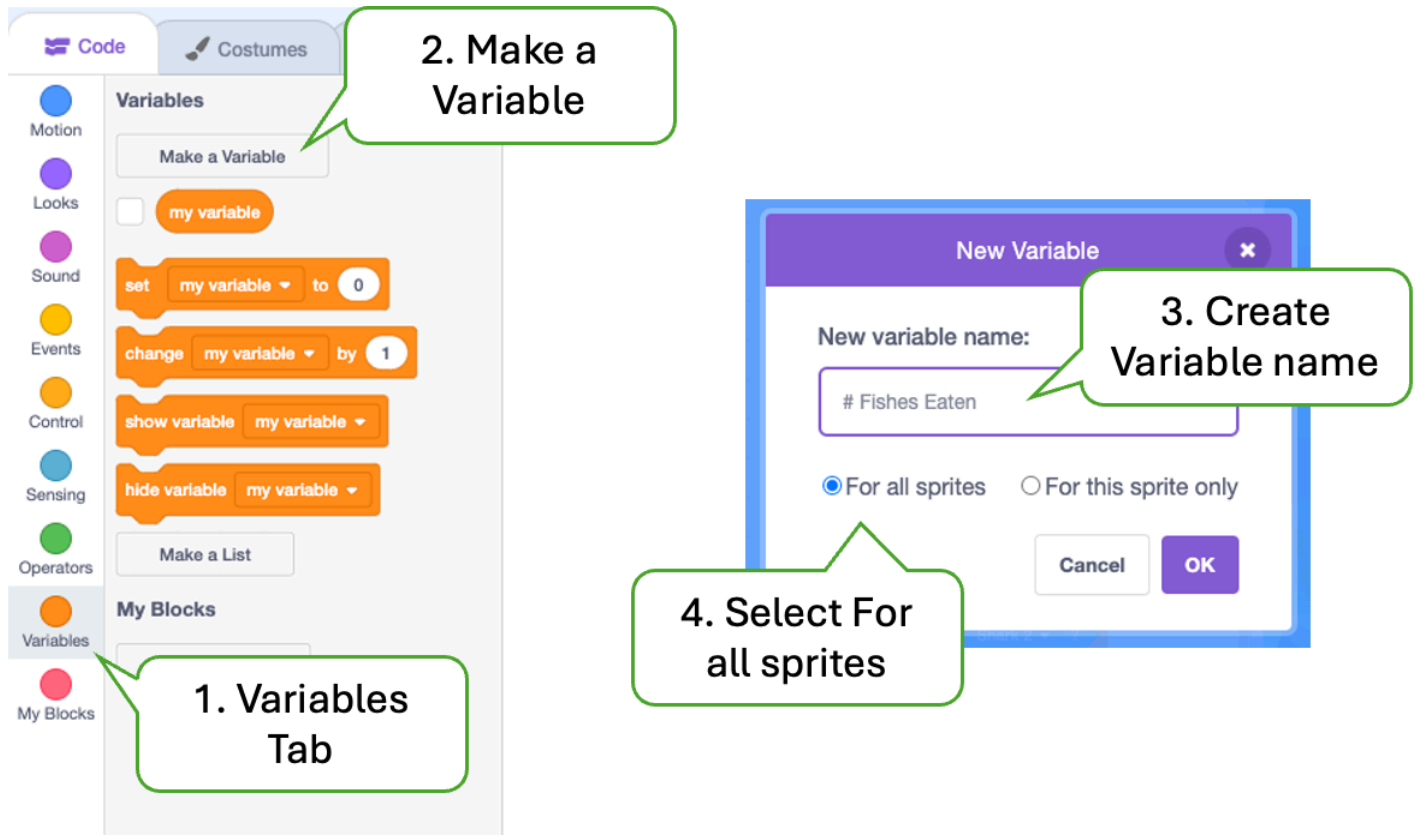 Code
Costumes
2. Make a
Variable
Motion
Looks
Sound
Events
Control
Sensing
Operators
Variables
My Blocks
Variables
Make a Variable
my variable
set my variable to 0
change my variable by 1
show variable my variable
hide variable my variable
Make a List
My Blocks
1. Variables
Tab
New Variable
New variable name:
# Fishes Eaten
3. Create
Variable name
For all sprites For this sprite only
Cancel OK
4. Select For
all sprites